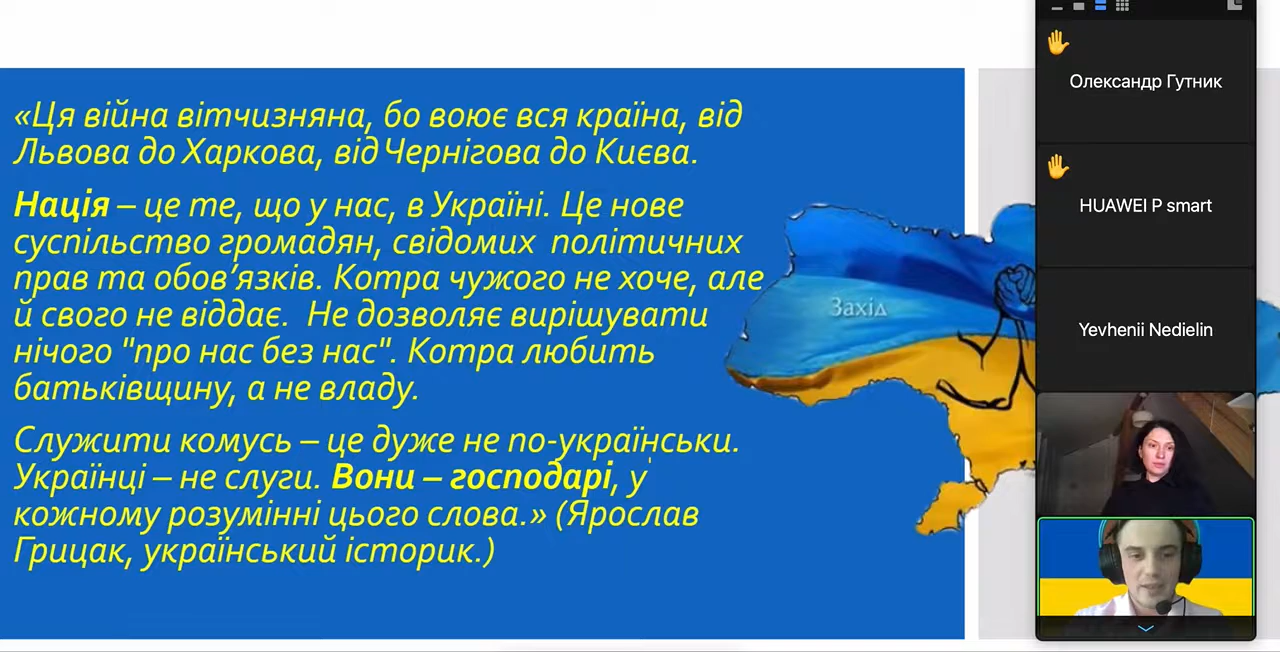 «Ця війна вітчизняна, бо воює вся країна, від
Львова до Харкова, від Чернігова до Києва.
Нація – це те, що у нас, в Україні. Це нове
суспільство громадян, свідомих політичних
прав та обов’язків. Котра чужого не хоче, але
й свого не віддає. Не дозволяє вирішувати
нічого "про нас без нас". Котра любить
батьківщину, а не владу.
Служити комусь – це дуже не по-українськи.
Українці – не слуги. Вони – господарі, у
кожному розумінні цього слова.» (Ярослав
Грицак, український історик.)
Захід
Олександр Гутник
HUAWEI P smart
Yevhenii Nedielin